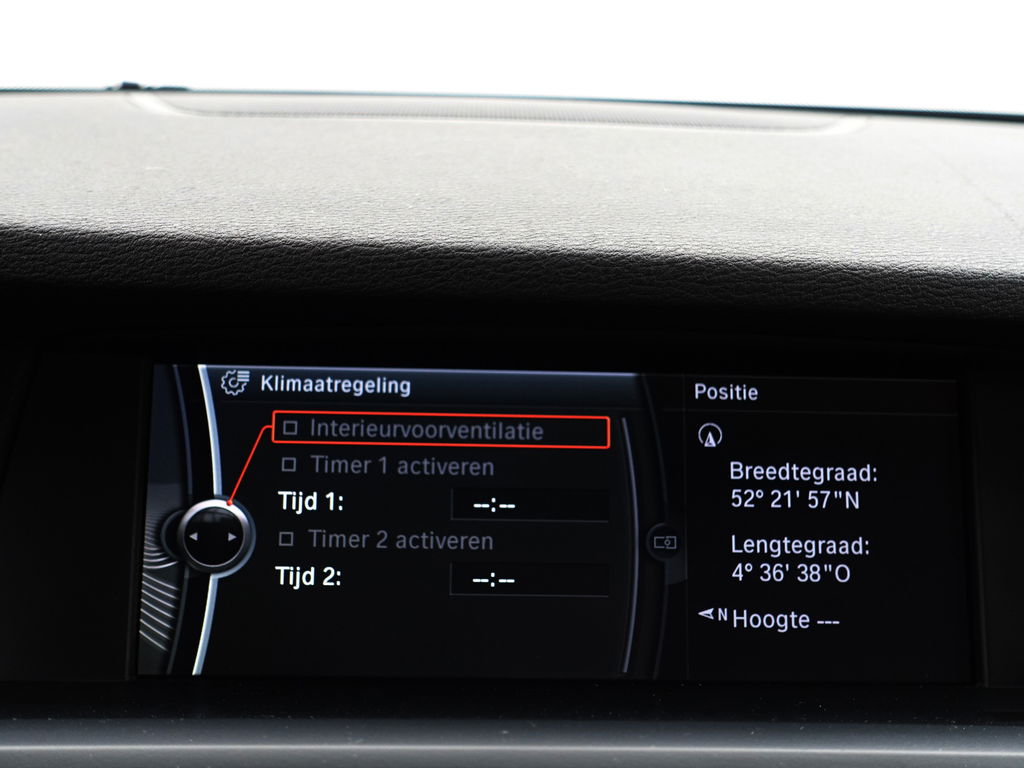 Klimaatregeling
Interieurvoorventilatie
Timer 1 activeren
Tijd 1: --:--
Timer 2 activeren
Tijd 2: --:--
Positie
Breedtegraad:
52° 21' 57"N
Lengtegraad:
4° 36' 38"O
N Hoogte ---